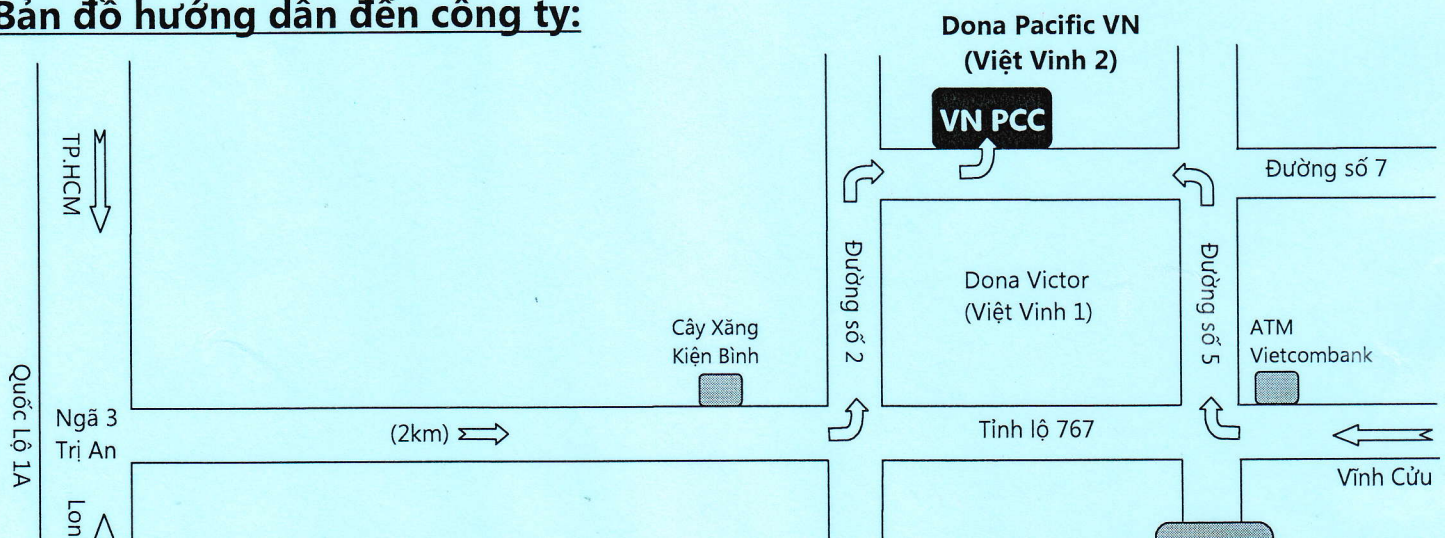 Bản đồ hướng dẫn đến công ty:
Dona Pacific VN
(Việt Vinh 2)
VN PCC
TP.HCM
Đường số 7
Đường số 2
Dona Victor
(Việt Vinh 1)
Đường số 5
Cây Xăng
Kiện Bình
ATM
Vietcombank
Quốc Lộ 1A
Ngã 3
Trị An
(2km)
Tỉnh lộ 767
Vĩnh Cửu
Lon